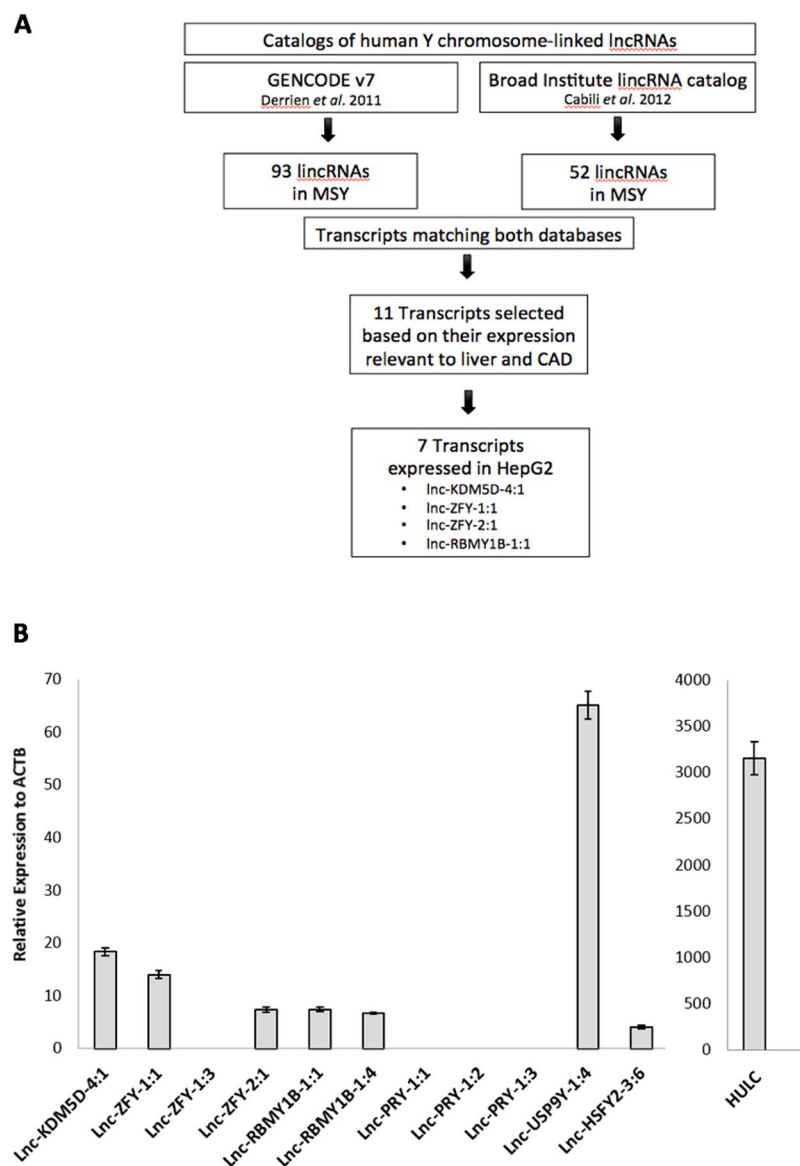 A
Catalogs of human Y chromosome-linked lncRNAs
GENCODE v7
Derrien et al. 2011
Broad Institute lincRNA catalog
Cabili et al. 2012
93 lincRNAs
in MSY
52 lincRNAs
in MSY
Transcripts matching both databases
11 Transcripts selected
based on their expression
relevant to liver and CAD
7 Transcripts
expressed in HepG2
• lnc-KDM5D-4:1
• lnc-ZFY-1:1
• lnc-ZFY-2:1
• lnc-RBMY1B-1:1
B
Relative Expression to ACTB
70
60
50
40
30
20
10
0
Lnc-KDM5D-4:1
Lnc-ZFY-1:1
Lnc-ZFY-1:3
Lnc-ZFY-2:1
Lnc-RBMY1B-1:1
Lnc-RBMY1B-1:4
Lnc-PRY-1:1
Lnc-PRY-1:2
Lnc-PRY-1:3
Lnc-USP9Y-1:4
Lnc-HSFY2-3:6
4000
3500
3000
2500
2000
1500
1000
500
0
HULC